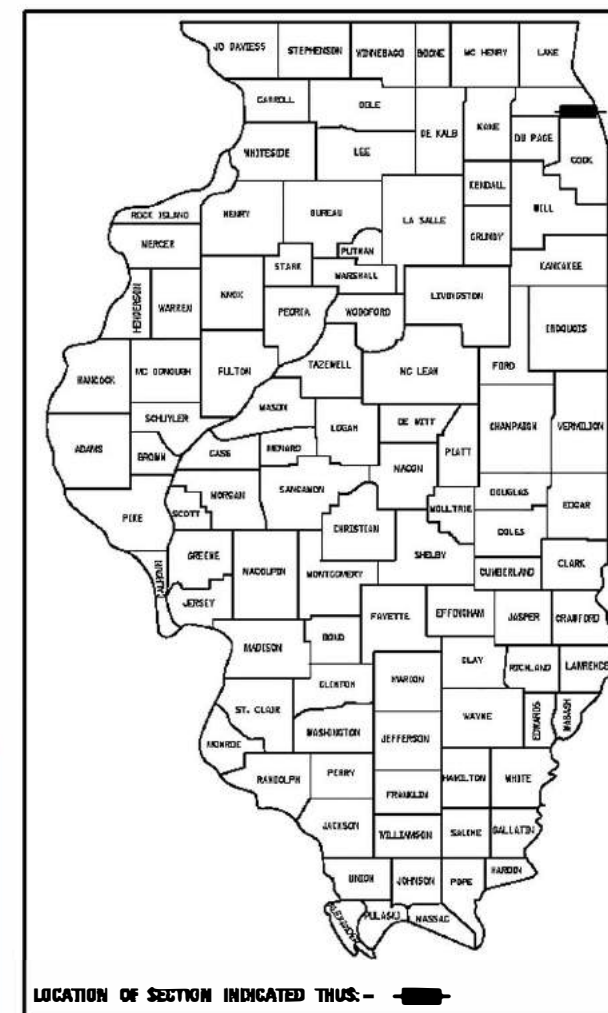 JO DAVIESS STEPHENSON WINNEBAGO BOONE MC HENRY LAKE
CARROLL OGLE DE KALB KANE DU PAGE COOK
WHITESIDE LEE
KENDALL
ROCK ISLAND HENRY BUREAU LA SALLE WILL
MERCER PUTNAM GRUNDY
STARK MARSHALL KANKAKEE
HENDERSON WARREN KNOX PEORIA WOODFORD LIVINGSTON IROQUOIS
HANCOCK MC DONOUGH FULTON TAZEWELL MC LEAN FORD
SCHUYLER MASON LOGAN DE WITT CHAMPAIGN VERMILION
ADAMS BROWN CASS MENARD MACON PIATT
PIKE SCOTT MORGAN SANGAMON MOULTRIE DOUGLAS EDGAR
CHRISTIAN COLES
CALHOUN GREENE MACOUPIN MONTGOMERY SHELBY CUMBERLAND CLARK
JERSEY FAYETTE EFFINGHAM JASPER CRAWFORD
MADISON BOND
CLAY RICHLAND LAWRENCE
CLINTON MARION
ST. CLAIR WAYNE EDWARDS WABASH
MONROE WASHINGTON JEFFERSON
RANDOLPH PERRY HAMILTON WHITE
FRANKLIN
JACKSON WILLIAMSON SALINE GALLATIN
UNION JOHNSON POPE HARDIN
ALEXANDER PULASKI MASSAC
LOCATION OF SECTION INDICATED THUS: -